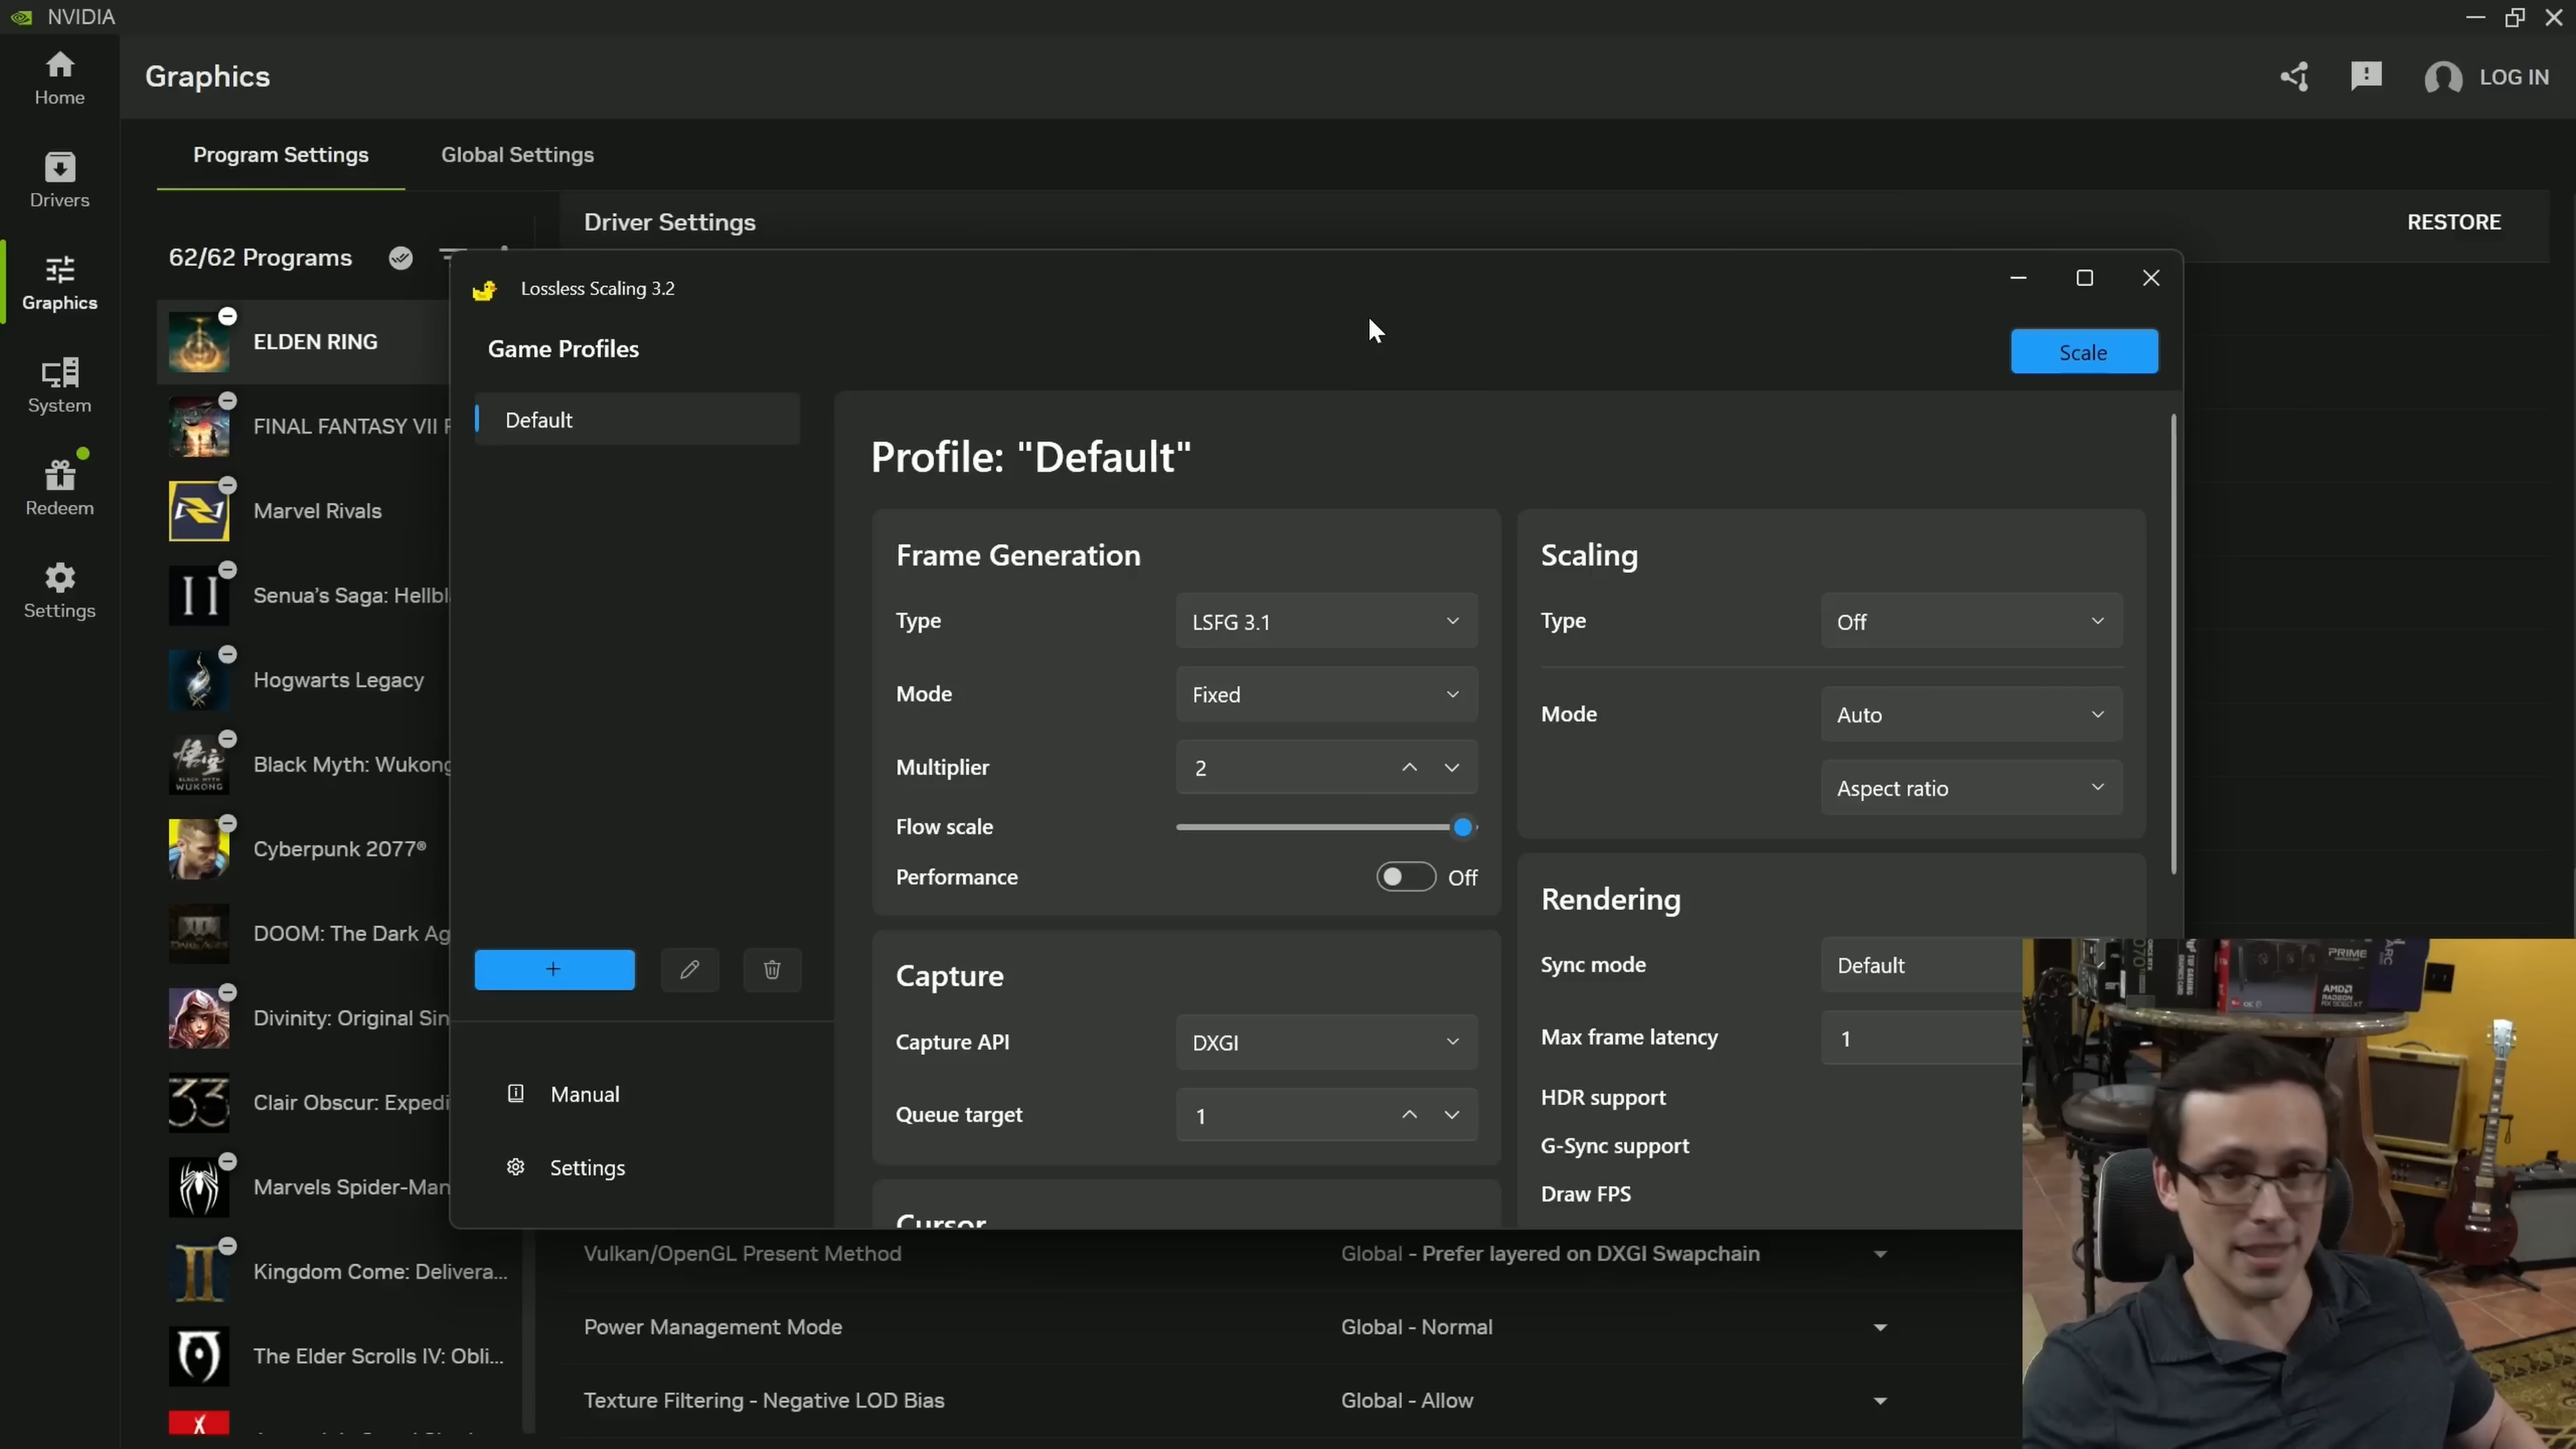 NVIDIA
Home
Drivers
Graphics
System
Redeem
Settings
Graphics
LOG IN
Program Settings
Global Settings
62/62 Programs
ELDEN RING
FINAL FANTASY VII
Marvel Rivals
Senua's Saga: Hellbl
Hogwarts Legacy
Black Myth: Wukong
Cyberpunk 2077®
DOOM: The Dark Ag
Divinity: Original Sin
Clair Obscur: Expedi
Marvels Spider-Man
Kingdom Come: Delivera...
The Elder Scrolls IV: Obli...
Driver Settings
RESTORE
Lossless Scaling 3.2
Game Profiles
Scale
Default
Manual
Settings
Profile: "Default"
Frame Generation
Type LSFG 3.1
Mode Fixed
Multiplier 2
Flow scale
Performance Off
Capture
Capture API DXGI
Queue target 1
Cursor
Scaling
Type Off
Mode Auto
Aspect ratio
Rendering
Sync mode Default
Max frame latency 1
HDR support
G-Sync support
Draw FPS
Vulkan/OpenGL Present Method Global - Prefer layered on DXGI Swapchain
Power Management Mode Global - Normal
Texture Filtering - Negative LOD Bias Global - Allow
PRIME
AMD
RADEON
ARC